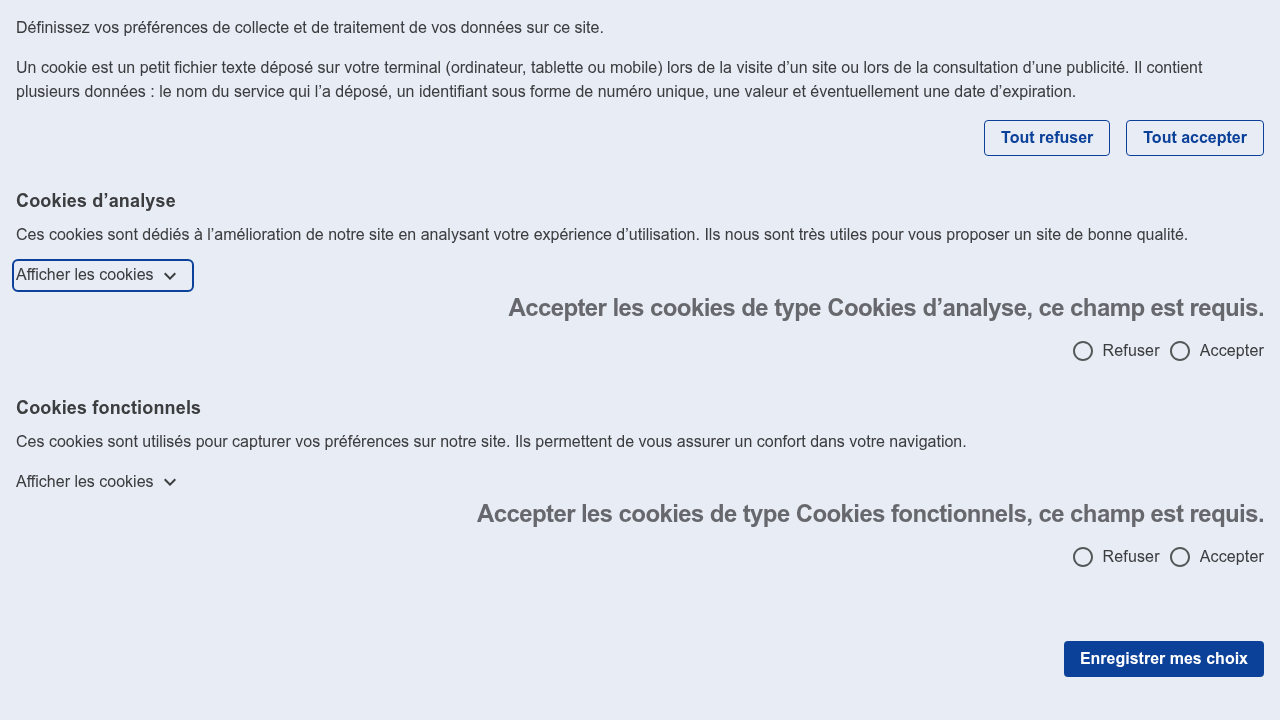 Définissez vos préférences de collecte et de traitement de vos données sur ce site.
Un cookie est un petit fichier texte déposé sur votre terminal (ordinateur, tablette ou mobile) lors de la visite d’un site ou lors de la consultation d’une publicité. Il contient
plusieurs données : le nom du service qui l’a déposé, un identifiant sous forme de numéro unique, une valeur et éventuellement une date d’expiration.
Tout refuser
Tout accepter
Cookies d’analyse
Ces cookies sont dédiés à l’amélioration de notre site en analysant votre expérience d’utilisation. Ils nous sont très utiles pour vous proposer un site de bonne qualité.
Afficher les cookies
Accepter les cookies de type Cookies d’analyse, ce champ est requis.
Refuser
Accepter
Cookies fonctionnels
Ces cookies sont utilisés pour capturer vos préférences sur notre site. Ils permettent de vous assurer un confort dans votre navigation.
Afficher les cookies
Accepter les cookies de type Cookies fonctionnels, ce champ est requis.
Refuser
Accepter
Enregistrer mes choix